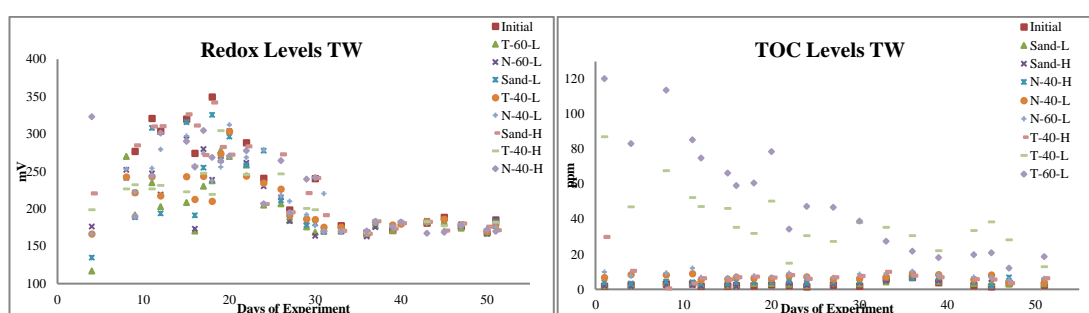 Redox Levels TW
400
350
300
250
200
150
100
mV
0
10
20
30
40
50
Days of Experiment
Initial
T-60-L
N-60-L
Sand-L
T-40-L
N-40-L
Sand-H
T-40-H
N-40-H
TOC Levels TW
120
100
80
60
40
20
0
ppm
0
10
20
30
40
50
Days of Experiment
Initial
Sand-L
Sand-H
N-40-H
N-40-L
N-60-L
T-40-H
T-40-L
T-60-L